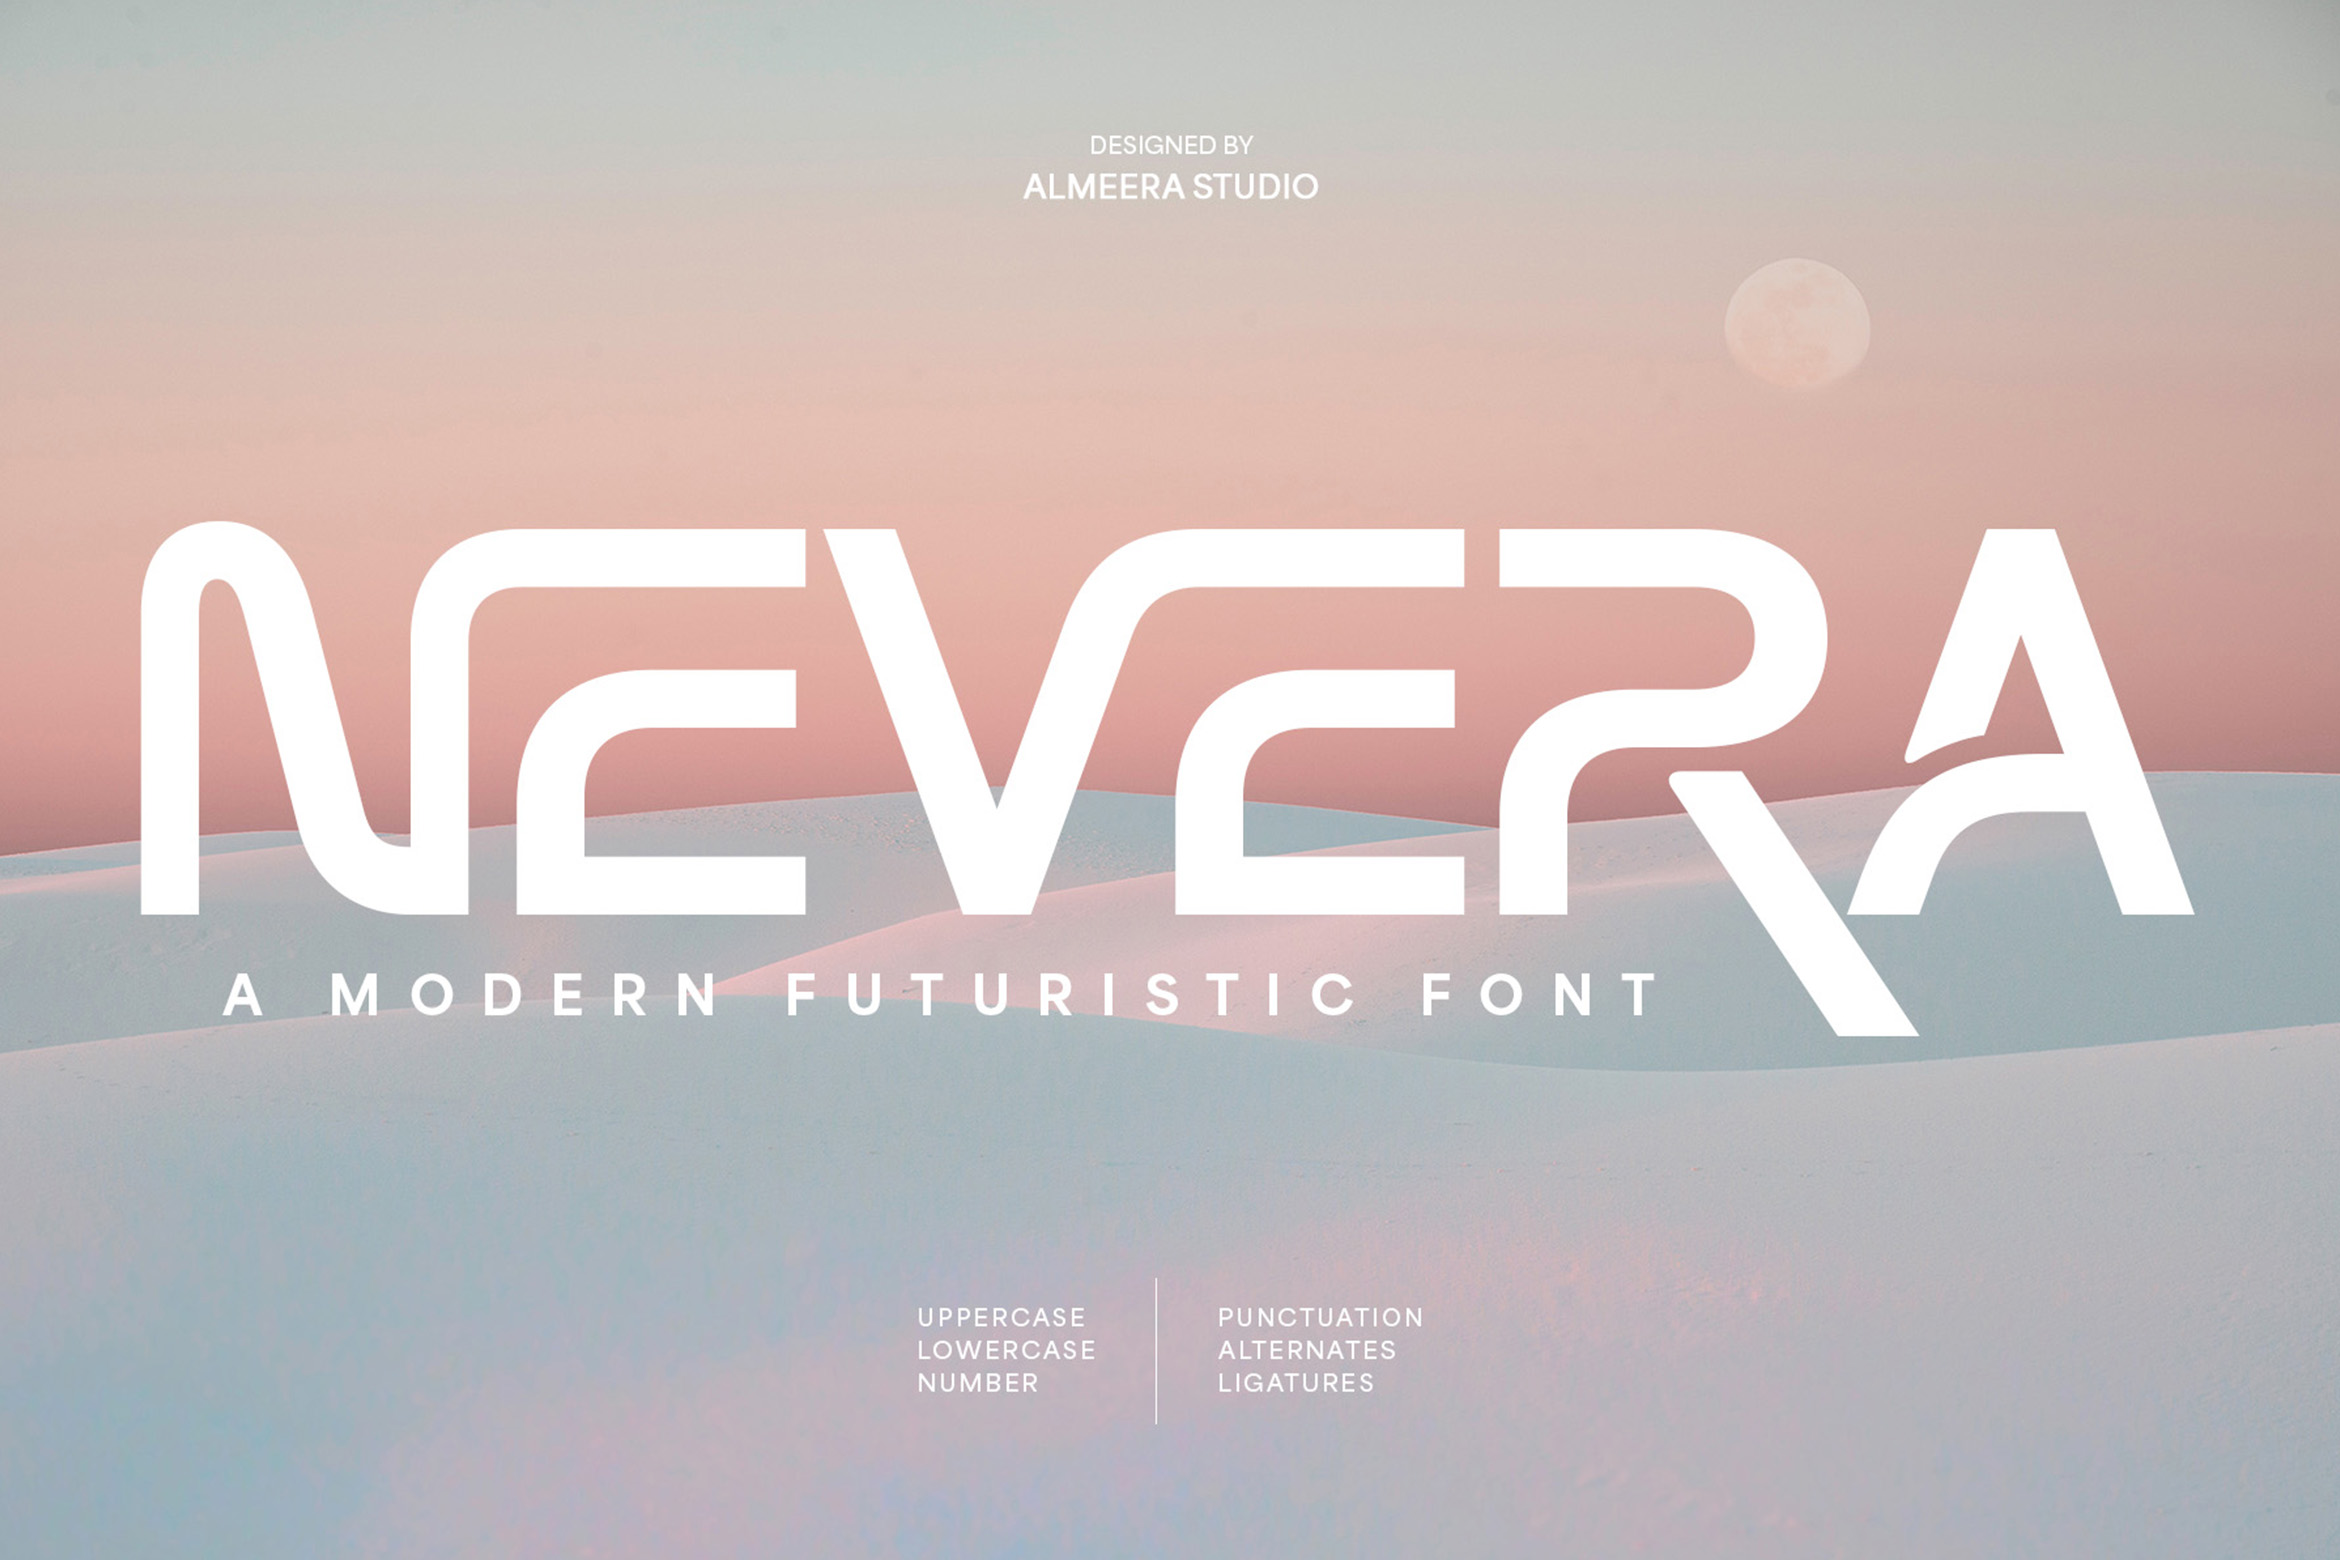 DESIGNED BY
ALMEERA STUDIO
NEVERA
A MODERN FUTURISTIC FONT
UPPERCASE
LOWERCASE
NUMBER
PUNCTUATION
ALTERNATES
LIGATURES